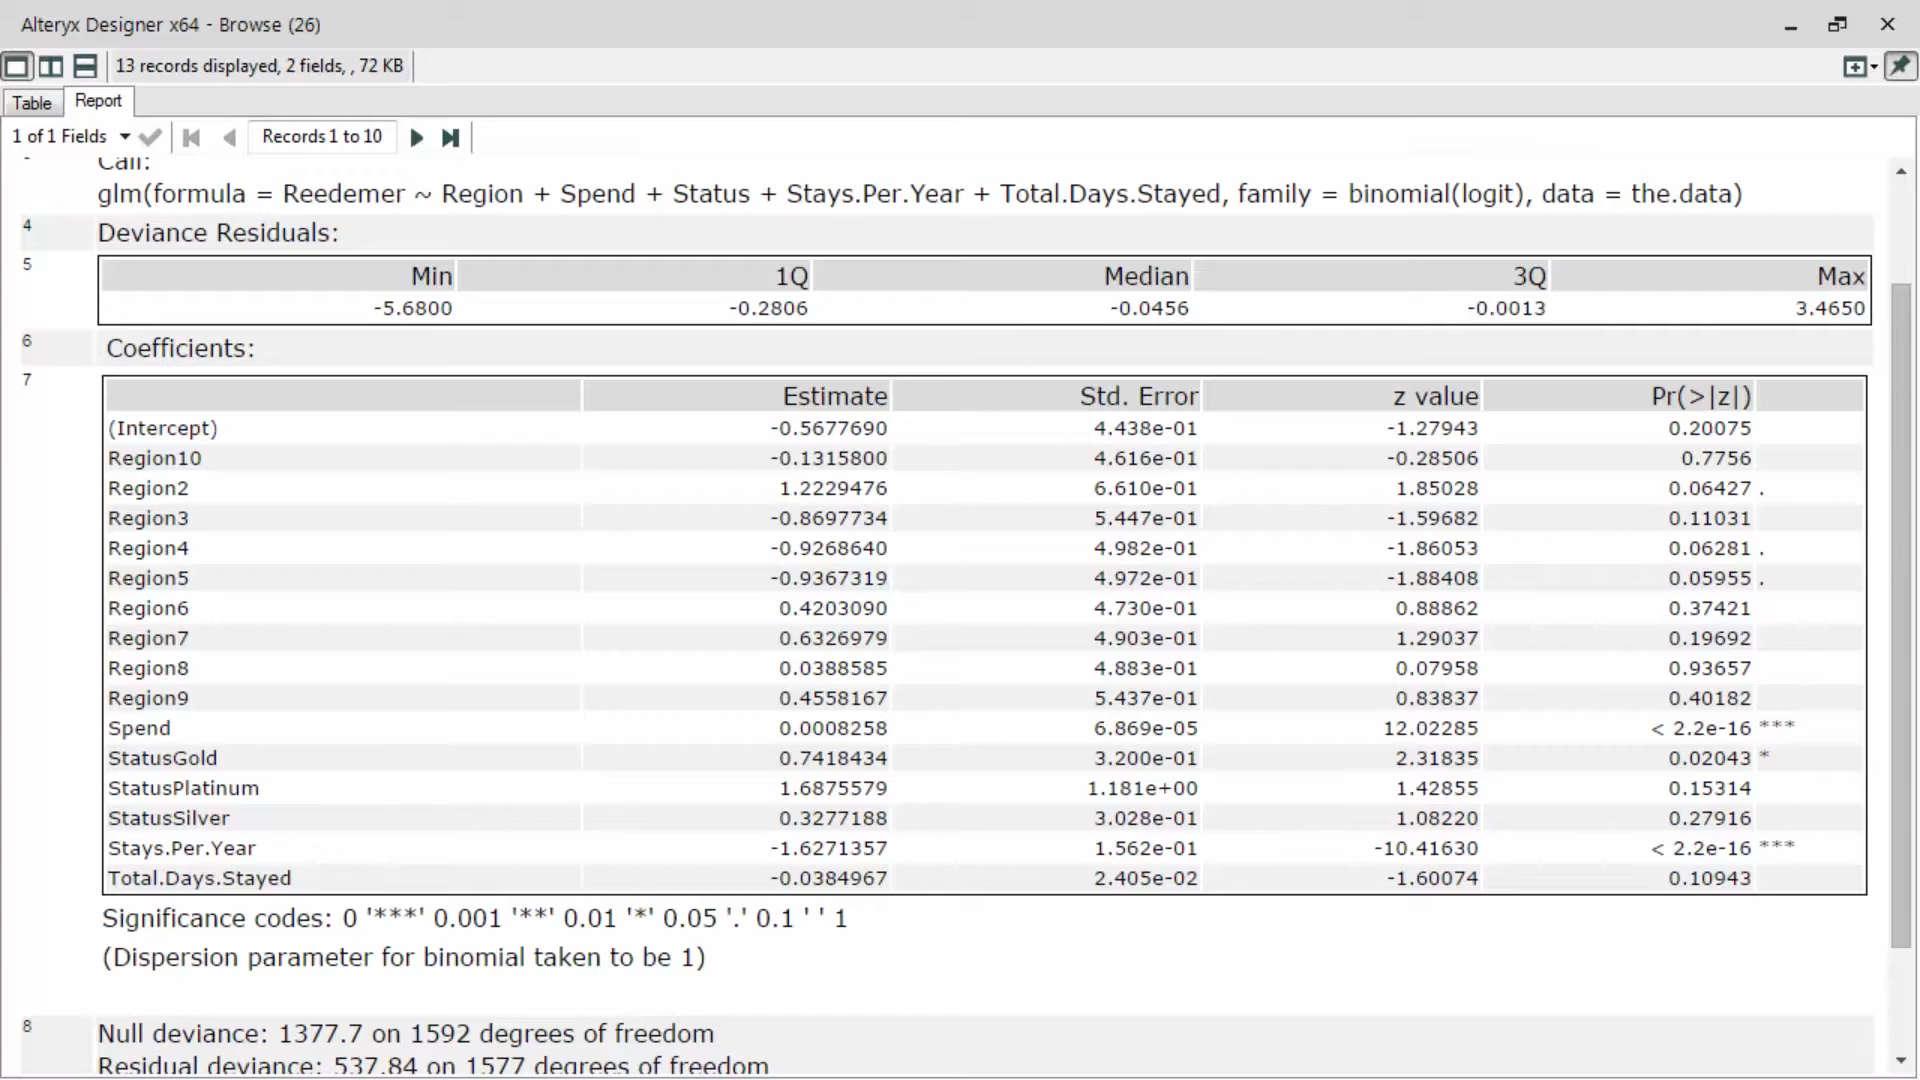 Alteryx Designer x64 - Browse (26)
13 records displayed, 2 fields, , 72 KB
Table Report
1 of 1 Fields Records 1 to 10
Call:
glm(formula = Reedemer ~ Region + Spend + Status + Stays.Per.Year + Total.Days.Stayed, family = binomial(logit), data = the.data)
4 Deviance Residuals:
5 Min 1Q Median 3Q Max
-5.6800 -0.2806 -0.0456 -0.0013 3.4650
6 Coefficients:
7 Estimate Std. Error z value Pr(>|z|)
(Intercept) -0.5677690 4.438e-01 -1.27943 0.20075
Region10 -0.1315800 4.616e-01 -0.28506 0.7756
Region2 1.2229476 6.610e-01 1.85028 0.06427 .
Region3 -0.8697734 5.447e-01 -1.59682 0.11031
Region4 -0.9268640 4.982e-01 -1.86053 0.06281 .
Region5 -0.9367319 4.972e-01 -1.88408 0.05955 .
Region6 0.4203090 4.730e-01 0.88862 0.37421
Region7 0.6326979 4.903e-01 1.29037 0.19692
Region8 0.0388585 4.883e-01 0.07958 0.93657
Region9 0.4558167 5.437e-01 0.83837 0.40182
Spend 0.0008258 6.869e-05 12.02285 < 2.2e-16 ***
StatusGold 0.7418434 3.200e-01 2.31835 0.02043 *
StatusPlatinum 1.6875579 1.181e+00 1.42855 0.15314
StatusSilver 0.3277188 3.028e-01 1.08220 0.27916
Stays.Per.Year -1.6271357 1.562e-01 -10.41630 < 2.2e-16 ***
Total.Days.Stayed -0.0384967 2.405e-02 -1.60074 0.10943
Significance codes: 0 '***' 0.001 '**' 0.01 '*' 0.05 '.' 0.1 ' ' 1
(Dispersion parameter for binomial taken to be 1)
8 Null deviance: 1377.7 on 1592 degrees of freedom
Residual deviance: 537.84 on 1577 degrees of freedom